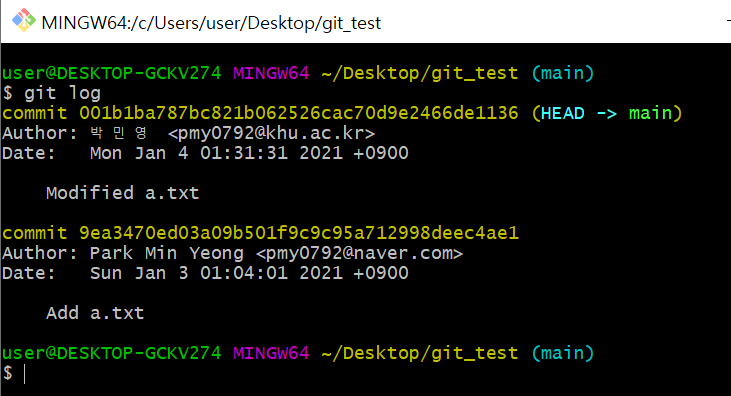 MINGW64:/c/Users/user/Desktop/git_test
user@DESKTOP-GCKV274 MINGW64 ~/Desktop/git_test (main)
$ git log
commit 001b1ba787bc821b062526cac70d9e2466de1136 (HEAD -> main)
Author: 박민영 <pmy0792@khu.ac.kr>
Date:   Mon Jan 4 01:31:31 2021 +0900
    Modified a.txt
commit 9ea3470ed03a09b501f9c9c95a712998deec4ae1
Author: Park Min Yeong <pmy0792@naver.com>
Date:   Sun Jan 3 01:04:01 2021 +0900
    Add a.txt
user@DESKTOP-GCKV274 MINGW64 ~/Desktop/git_test (main)
$